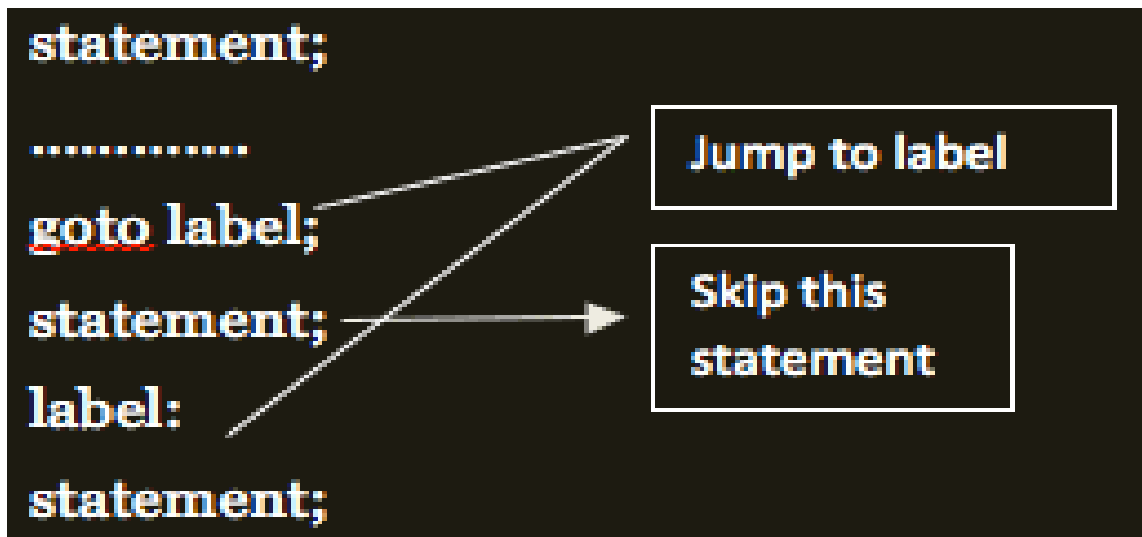 statement;
.............
goto label;
statement;
label:
statement;
Jump to label
Skip this
statement